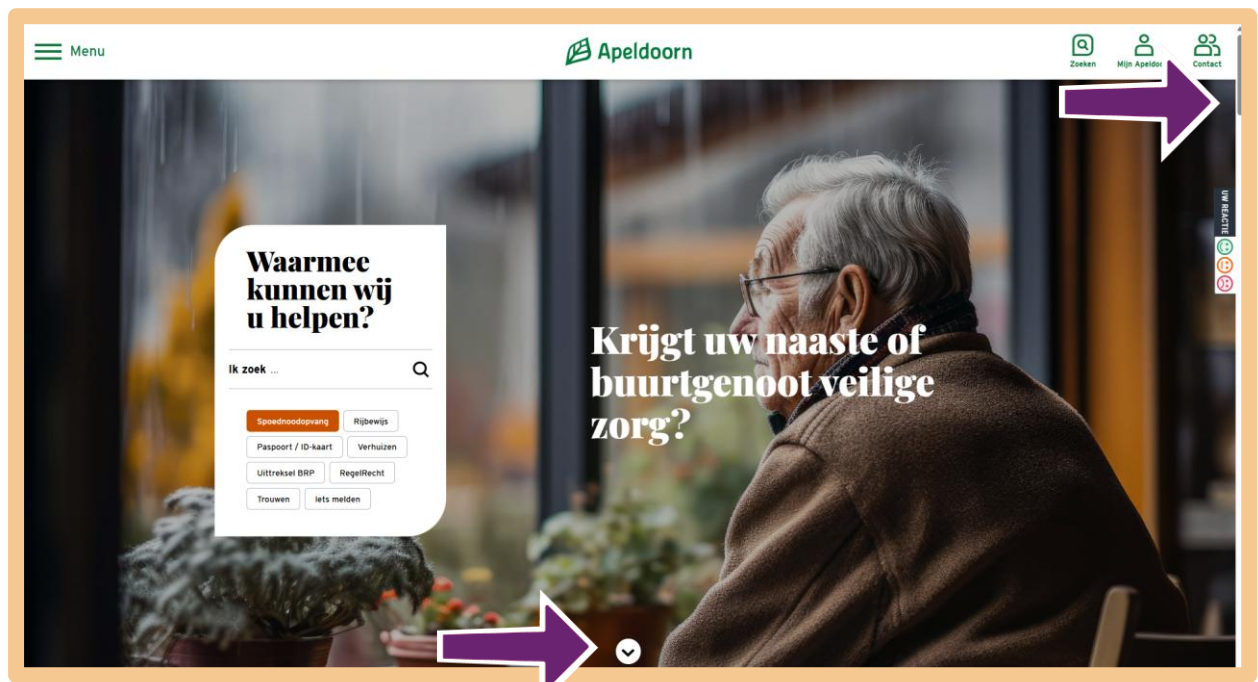 Menu
Apeldoorn
Zoeken
Mijn Apeldoo
Contact
UW REACTIE
Waarmee
kunnen wij
u helpen?
Ik zoek ...
Spoednoodopvang
Rijbewijs
Paspoort / ID-kaart
Verhuizen
Uittreksel BRP
RegelRecht
Trouwen
Iets melden
Krijgt uw naaste of
buurtgenoot veilige
zorg?